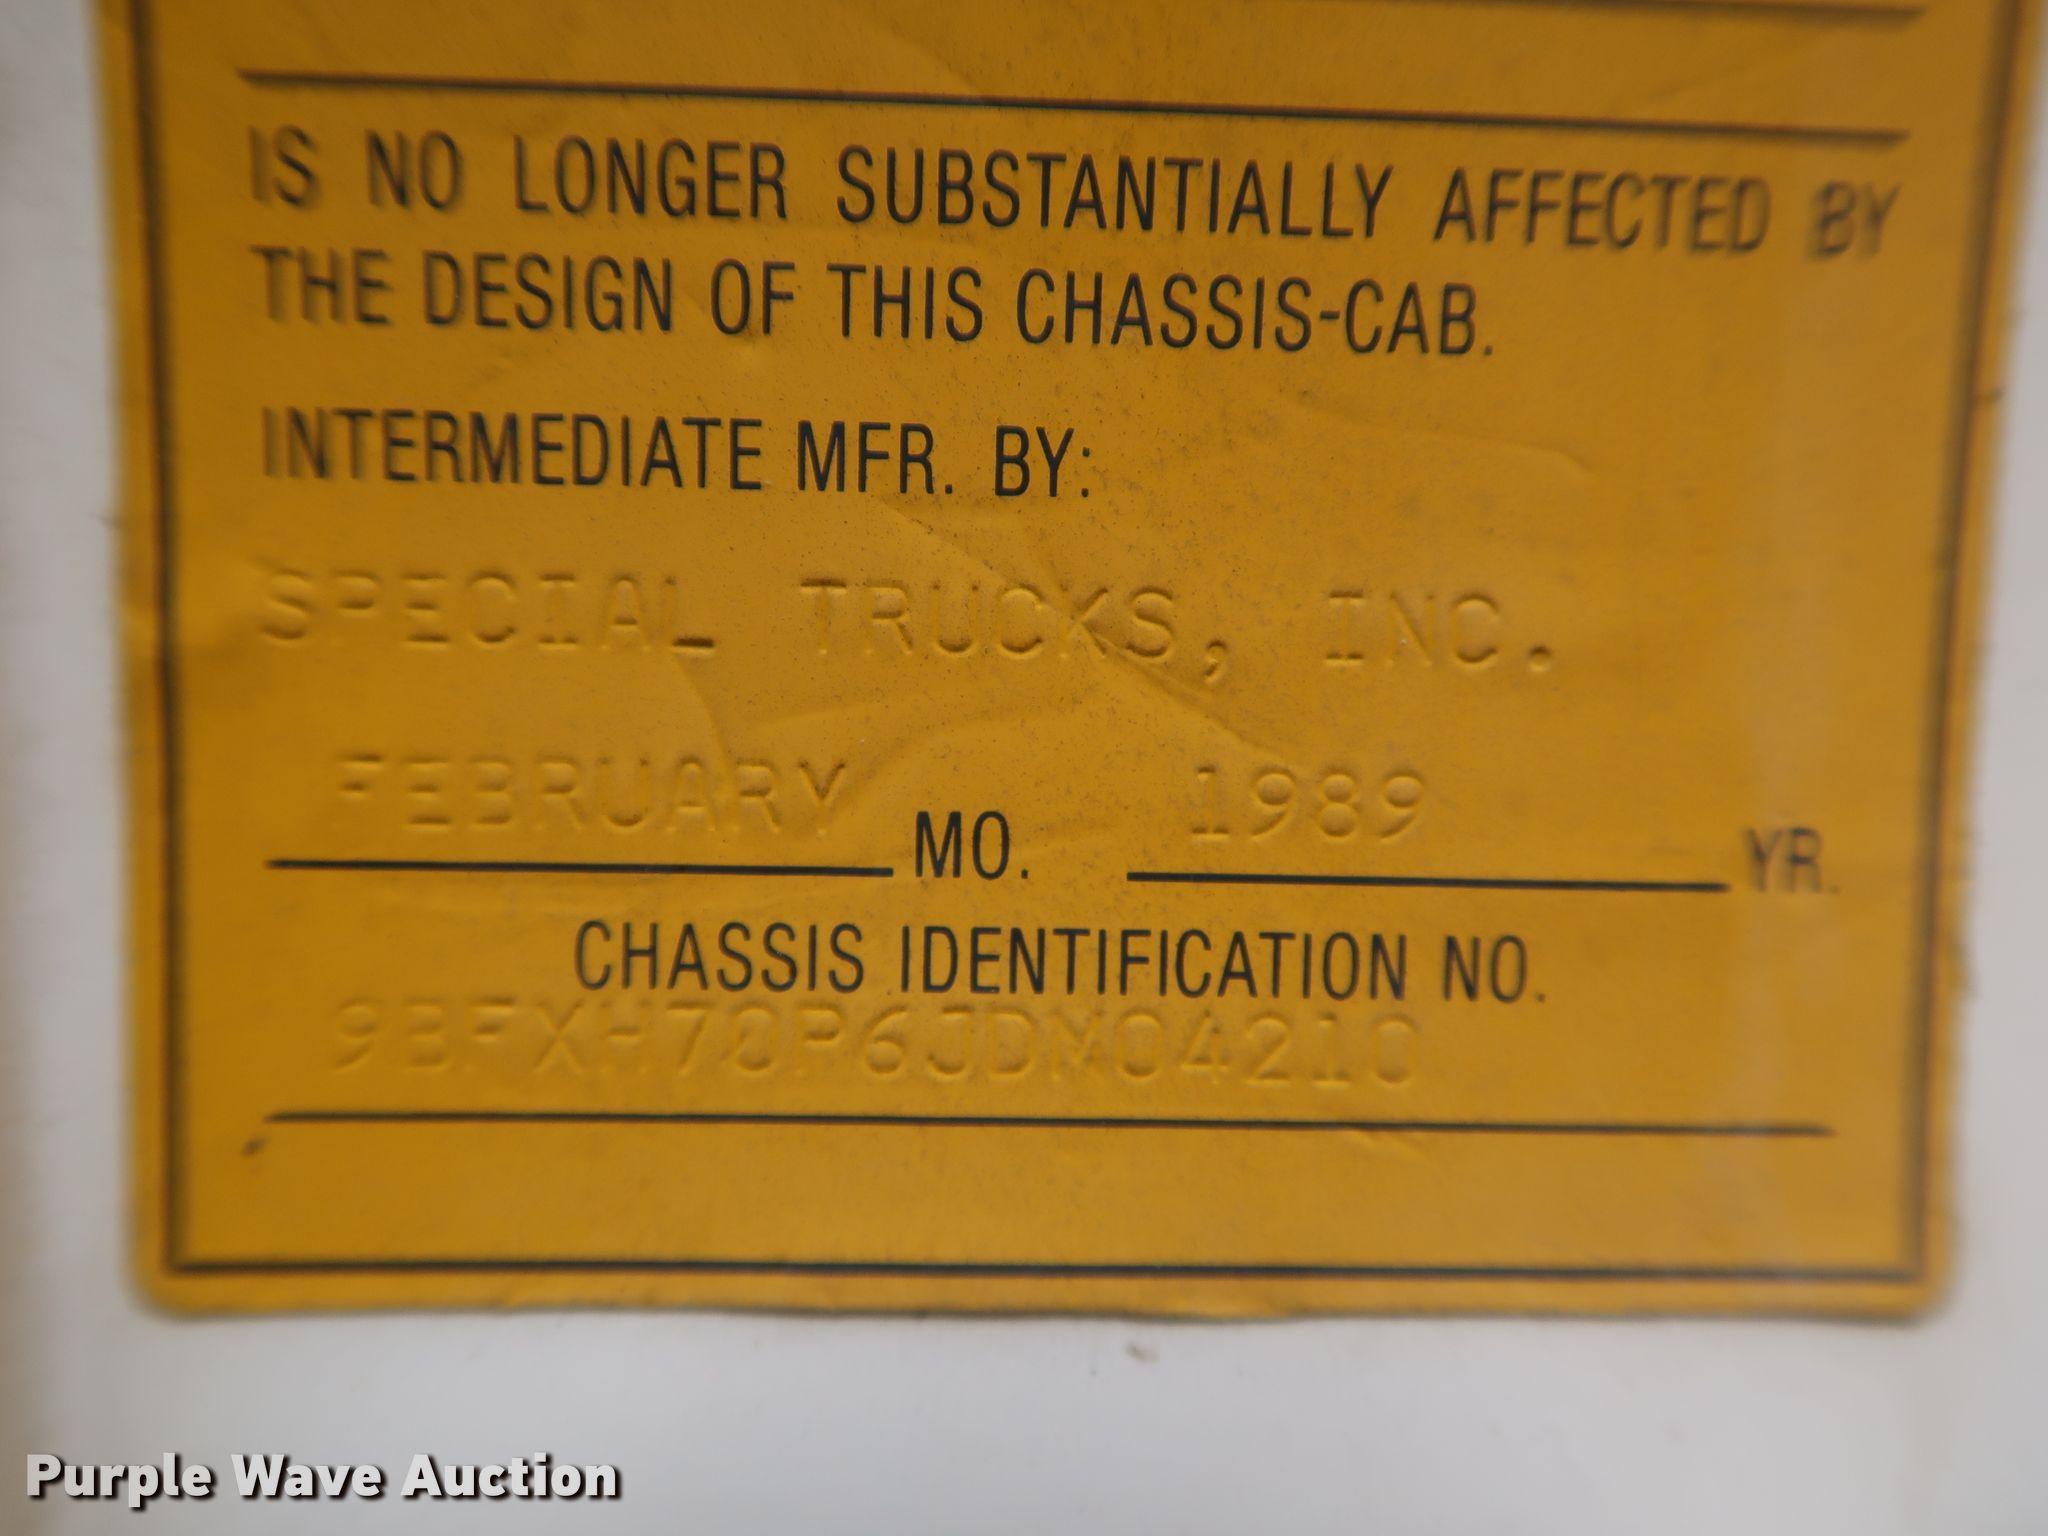 IS NO LONGER SUBSTANTIALLY AFFECTED BY
THE DESIGN OF THIS CHASSIS-CAB.
INTERMEDIATE MFR. BY:
SPECIAL TRUCKS, INC.
FEBRUARY MO. 1989 YR.
CHASSIS IDENTIFICATION NO.
9BFXH70P6JDM04210
Purple Wave Auction